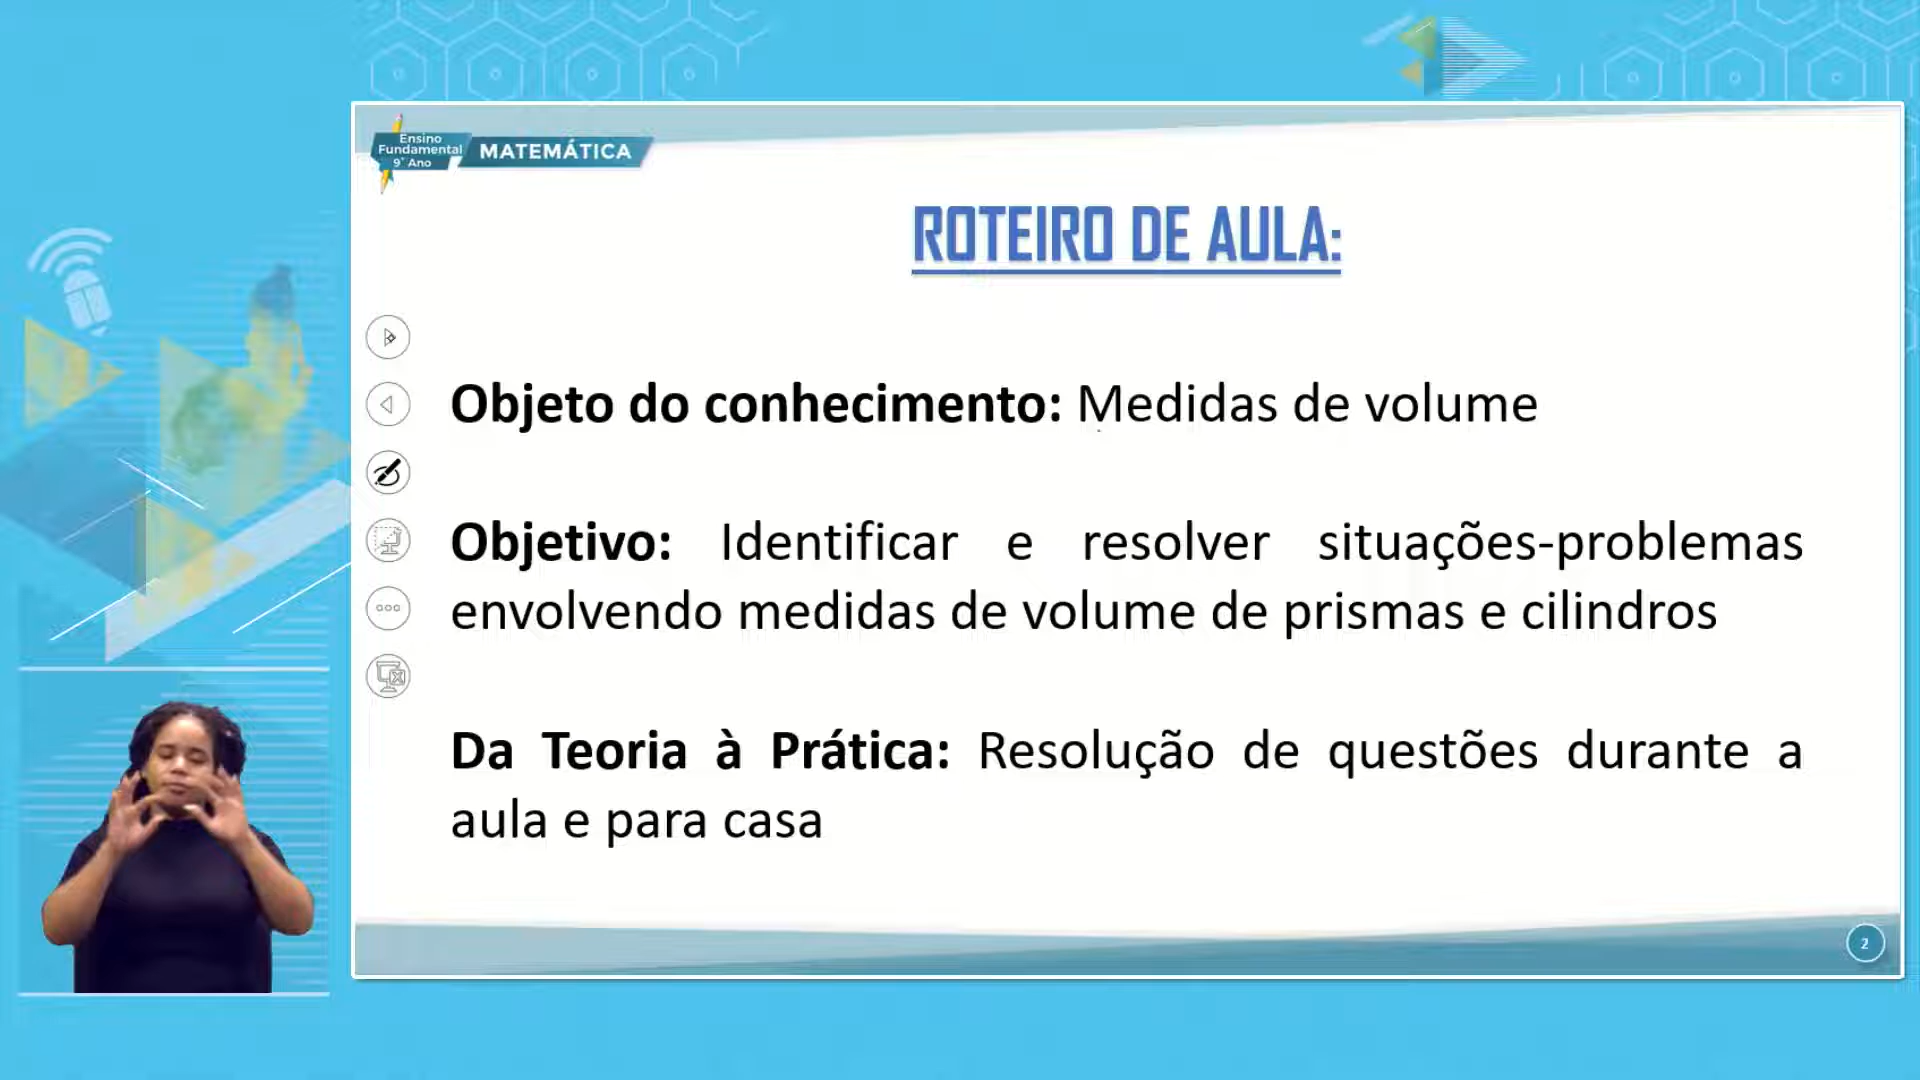 Ensino
Fundamental
9° Ano
MATEMÁTICA
ROTEIRO DE AULA:
Objeto do conhecimento: Medidas de volume
Objetivo: Identificar e resolver situações-problemas
envolvendo medidas de volume de prismas e cilindros
Da Teoria à Prática: Resolução de questões durante a
aula e para casa
2